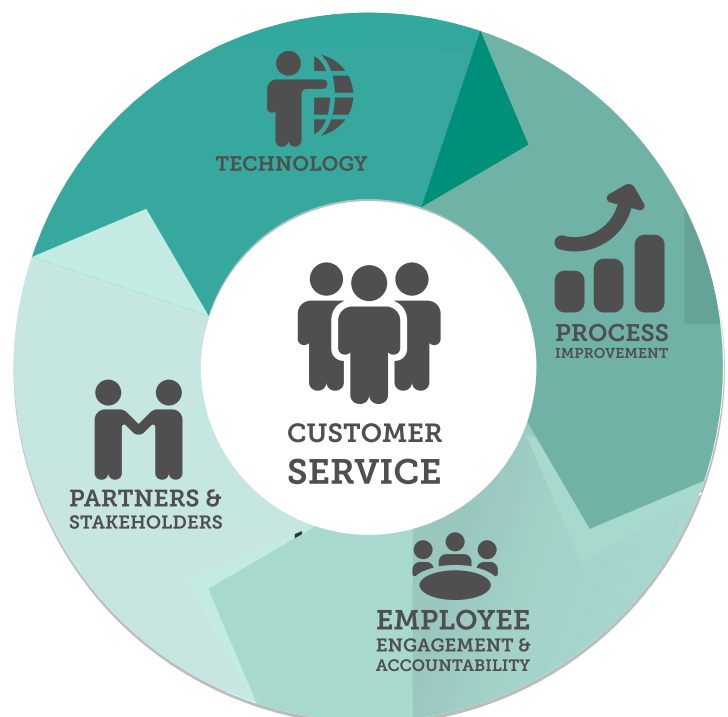 TECHNOLOGY
PROCESS
IMPROVEMENT
CUSTOMER
SERVICE
PARTNERS &
STAKEHOLDERS
EMPLOYEE
ENGAGEMENT &
ACCOUNTABILITY